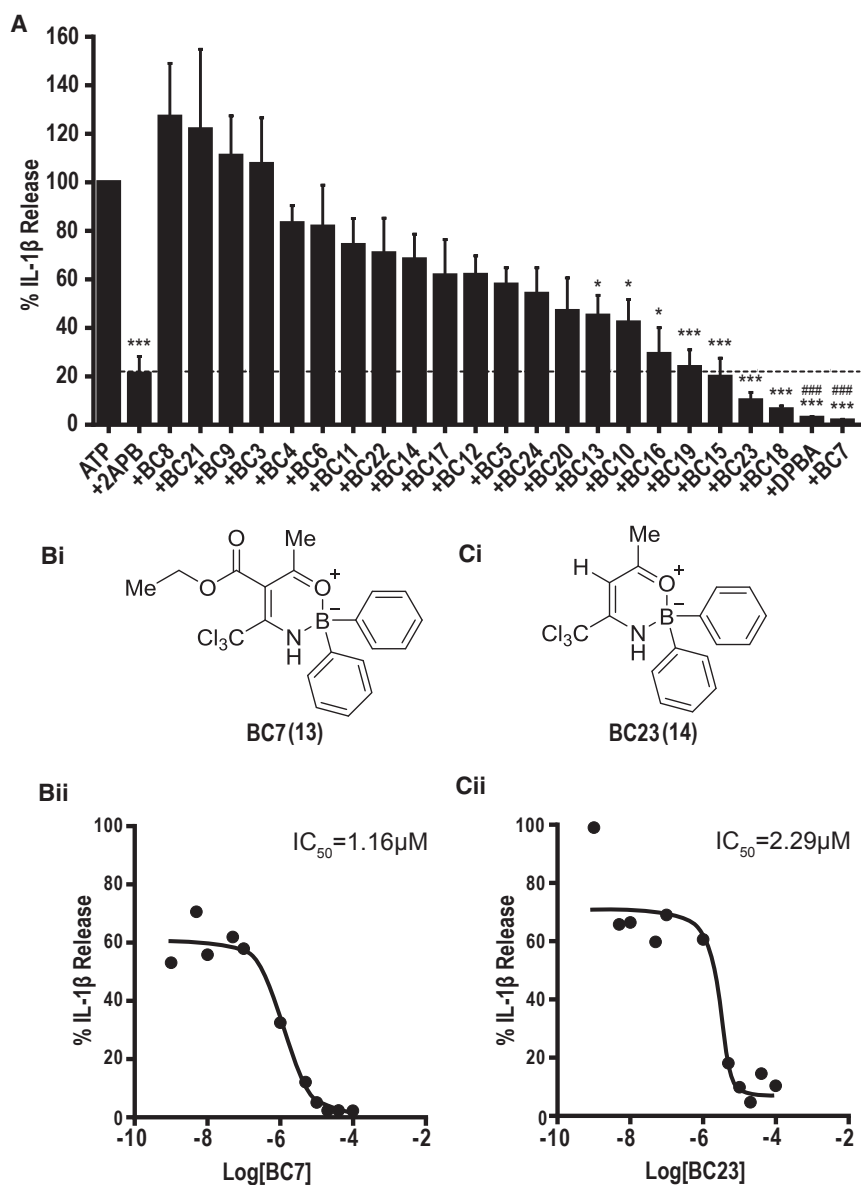 A
160
140
120
100
80
60
40
20
0
% IL-1β Release
***
*
*
*
***
***
***
***
###
***
###
***
ATP
+2APB
+BC8
+BC21
+BC9
+BC3
+BC4
+BC6
+BC11
+BC22
+BC14
+BC17
+BC12
+BC5
+BC24
+BC20
+BC13
+BC10
+BC16
+BC19
+BC15
+BC23
+BC18
+DPBA
+BC7
Bi
O
Me
Me
O
O
+
−
B
N
H
Cl3C
BC7(13)
Ci
Me
H
O
+
−
B
N
H
Cl3C
BC23(14)
Bii
IC50=1.16μM
100
80
60
40
20
0
% IL-1β Release
-10 -8 -6 -4 -2
Log[BC7]
Cii
IC50=2.29μM
100
80
60
40
20
0
% IL-1β Release
-10 -8 -6 -4 -2
Log[BC23]